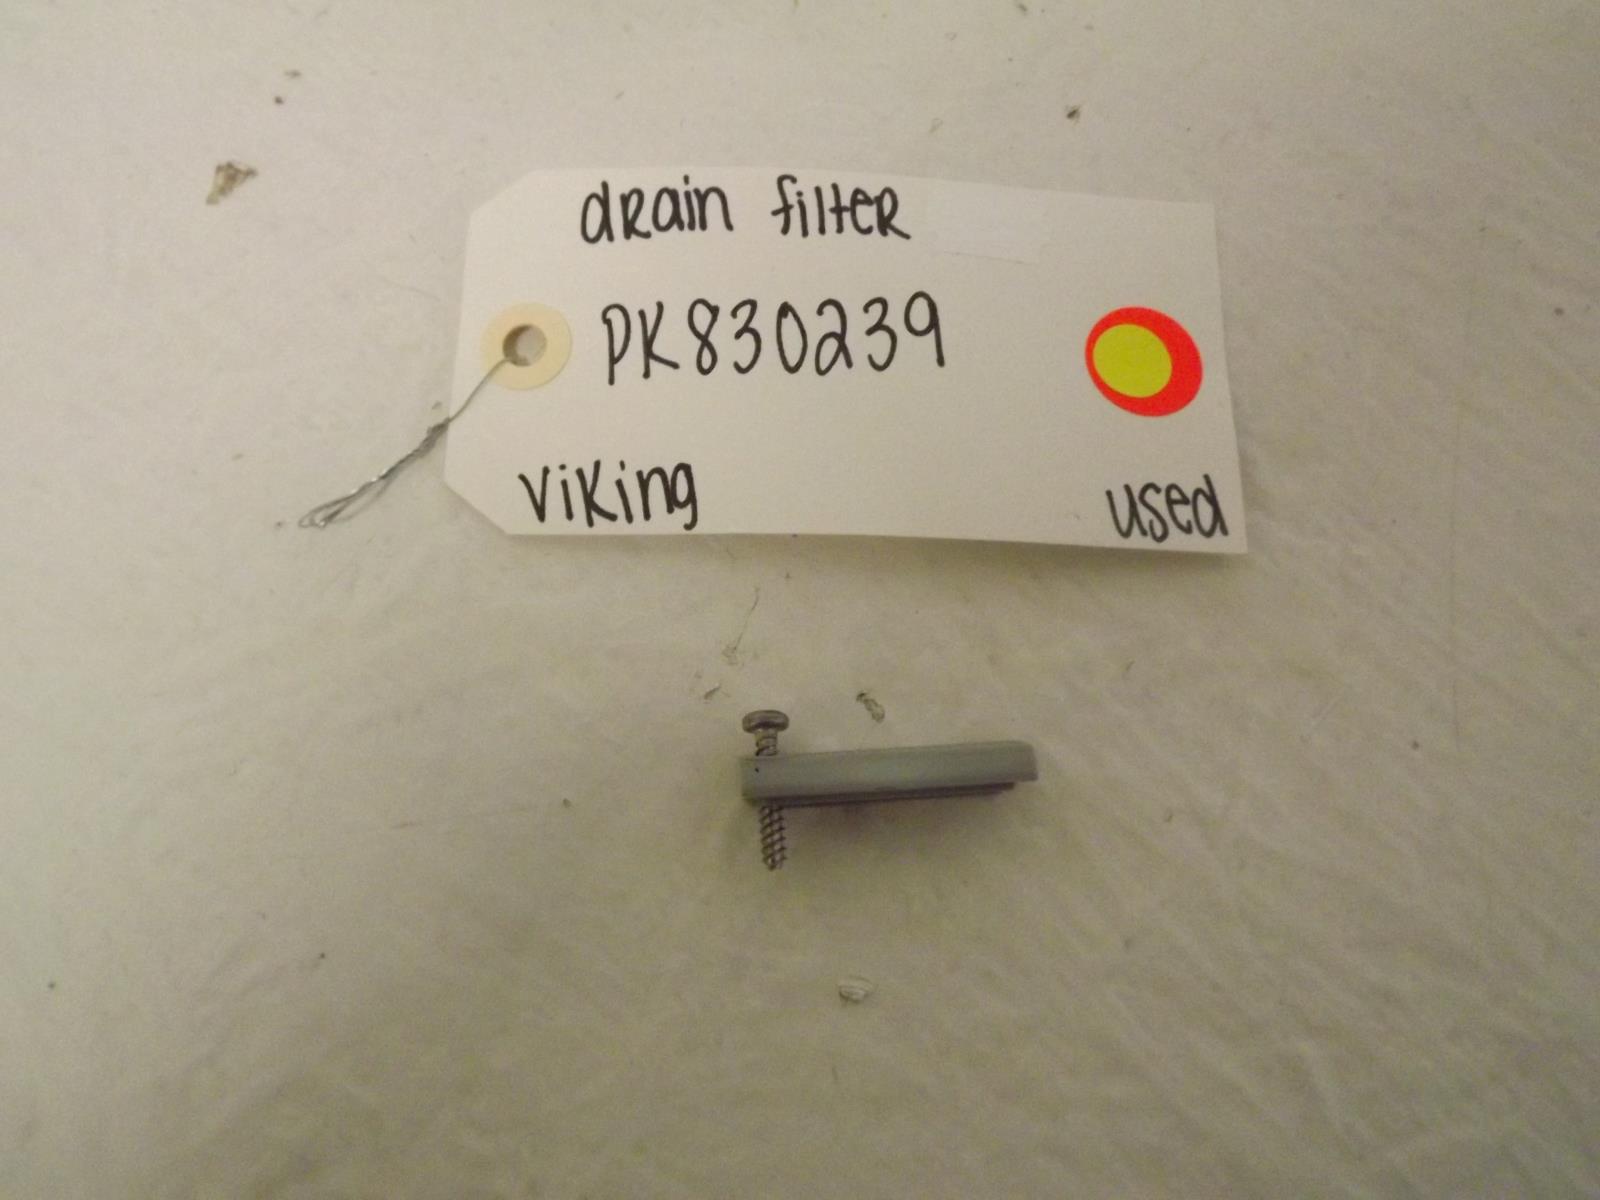 drain filter
PK830239
Viking
used